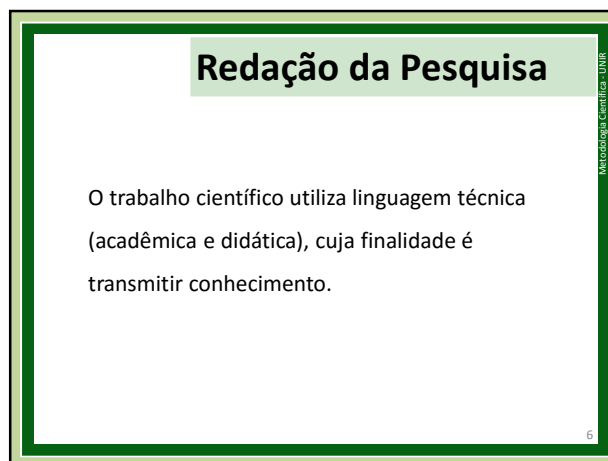 Redação da Pesquisa
Metodologia Científica - UNIR
O trabalho científico utiliza linguagem técnica
(acadêmica e didática), cuja finalidade é
transmitir conhecimento.
6